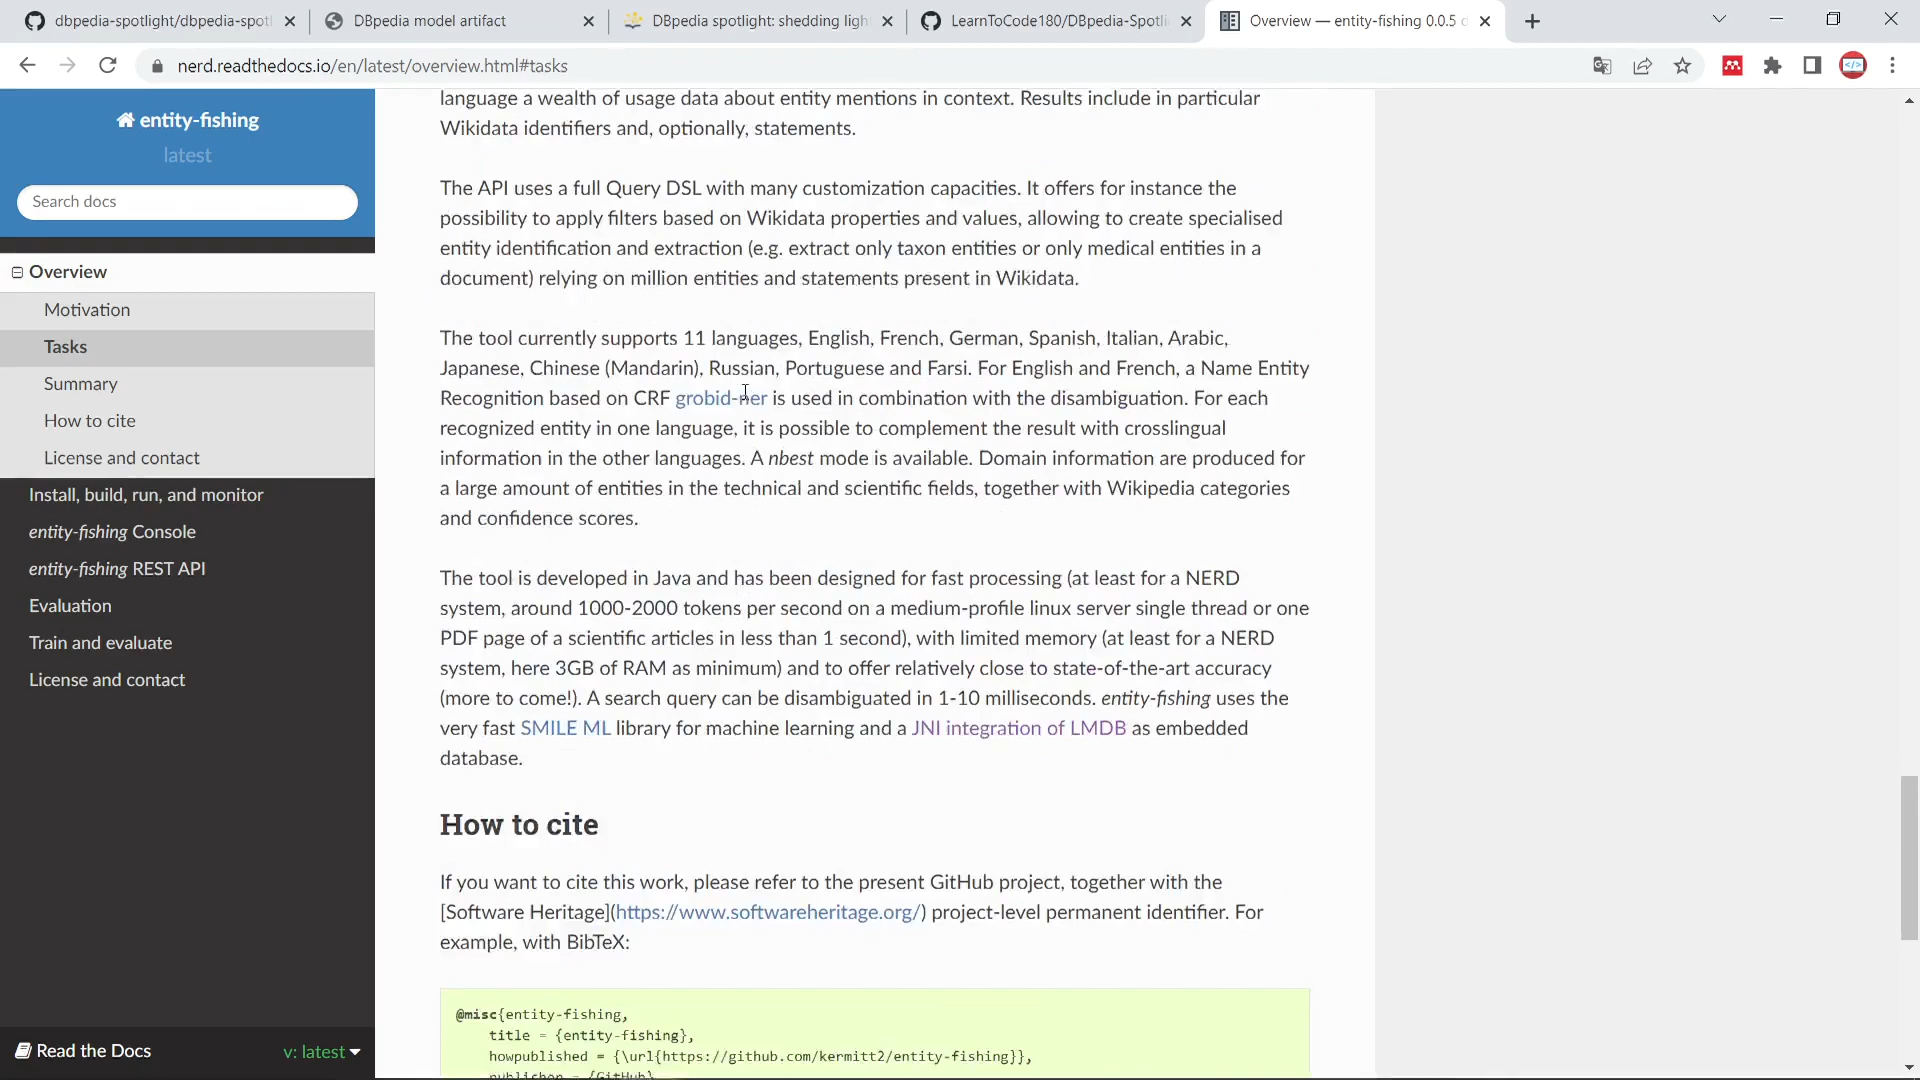 dbpedia-spotlight/dbpedia-spotl
DBpedia model artifact
DBpedia spotlight: shedding ligh
LearnToCode180/DBpedia-Spotli
Overview — entity-fishing 0.0.5 d
nerd.readthedocs.io/en/latest/overview.html#tasks
entity-fishing
latest
Search docs
Overview
Motivation
Tasks
Summary
How to cite
License and contact
Install, build, run, and monitor
entity-fishing Console
entity-fishing REST API
Evaluation
Train and evaluate
License and contact
Read the Docs
v: latest
language a wealth of usage data about entity mentions in context. Results include in particular
Wikidata identifiers and, optionally, statements.
The API uses a full Query DSL with many customization capacities. It offers for instance the
possibility to apply filters based on Wikidata properties and values, allowing to create specialised
entity identification and extraction (e.g. extract only taxon entities or only medical entities in a
document) relying on million entities and statements present in Wikidata.
The tool currently supports 11 languages, English, French, German, Spanish, Italian, Arabic,
Japanese, Chinese (Mandarin), Russian, Portuguese and Farsi. For English and French, a Name Entity
Recognition based on CRF grobid-ner is used in combination with the disambiguation. For each
recognized entity in one language, it is possible to complement the result with crosslingual
information in the other languages. A nbest mode is available. Domain information are produced for
a large amount of entities in the technical and scientific fields, together with Wikipedia categories
and confidence scores.
The tool is developed in Java and has been designed for fast processing (at least for a NERD
system, around 1000-2000 tokens per second on a medium-profile linux server single thread or one
PDF page of a scientific articles in less than 1 second), with limited memory (at least for a NERD
system, here 3GB of RAM as minimum) and to offer relatively close to state-of-the-art accuracy
(more to come!). A search query can be disambiguated in 1-10 milliseconds. entity-fishing uses the
very fast SMILE ML library for machine learning and a JNI integration of LMDB as embedded
database.
How to cite
If you want to cite this work, please refer to the present GitHub project, together with the
[Software Heritage](https://www.softwareheritage.org/) project-level permanent identifier. For
example, with BibTeX:
@misc{entity-fishing,
title = {entity-fishing},
howpublished = {\url{https://github.com/kermitt2/entity-fishing}},
publisher = {GitHub},